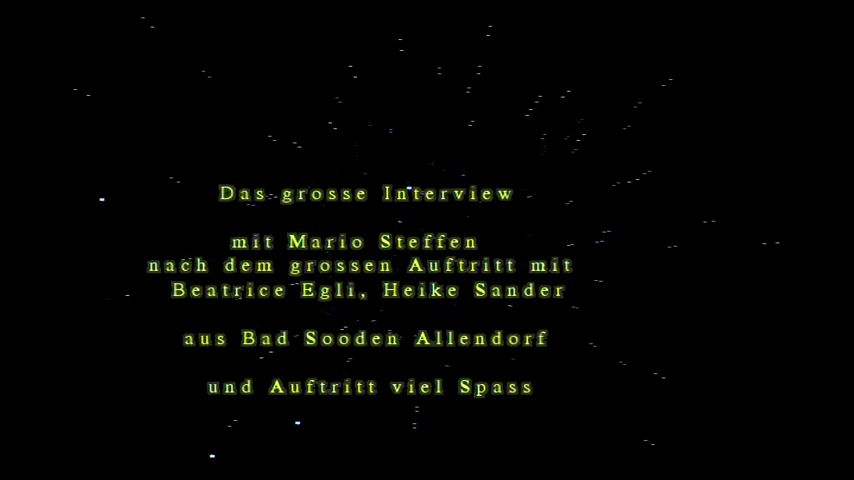 Das grosse Interview
mit Mario Steffen
nach dem grossen Auftritt mit
Beatrice Egli, Heike Sander
aus Bad Sooden Allendorf
und Auftritt viel Spass